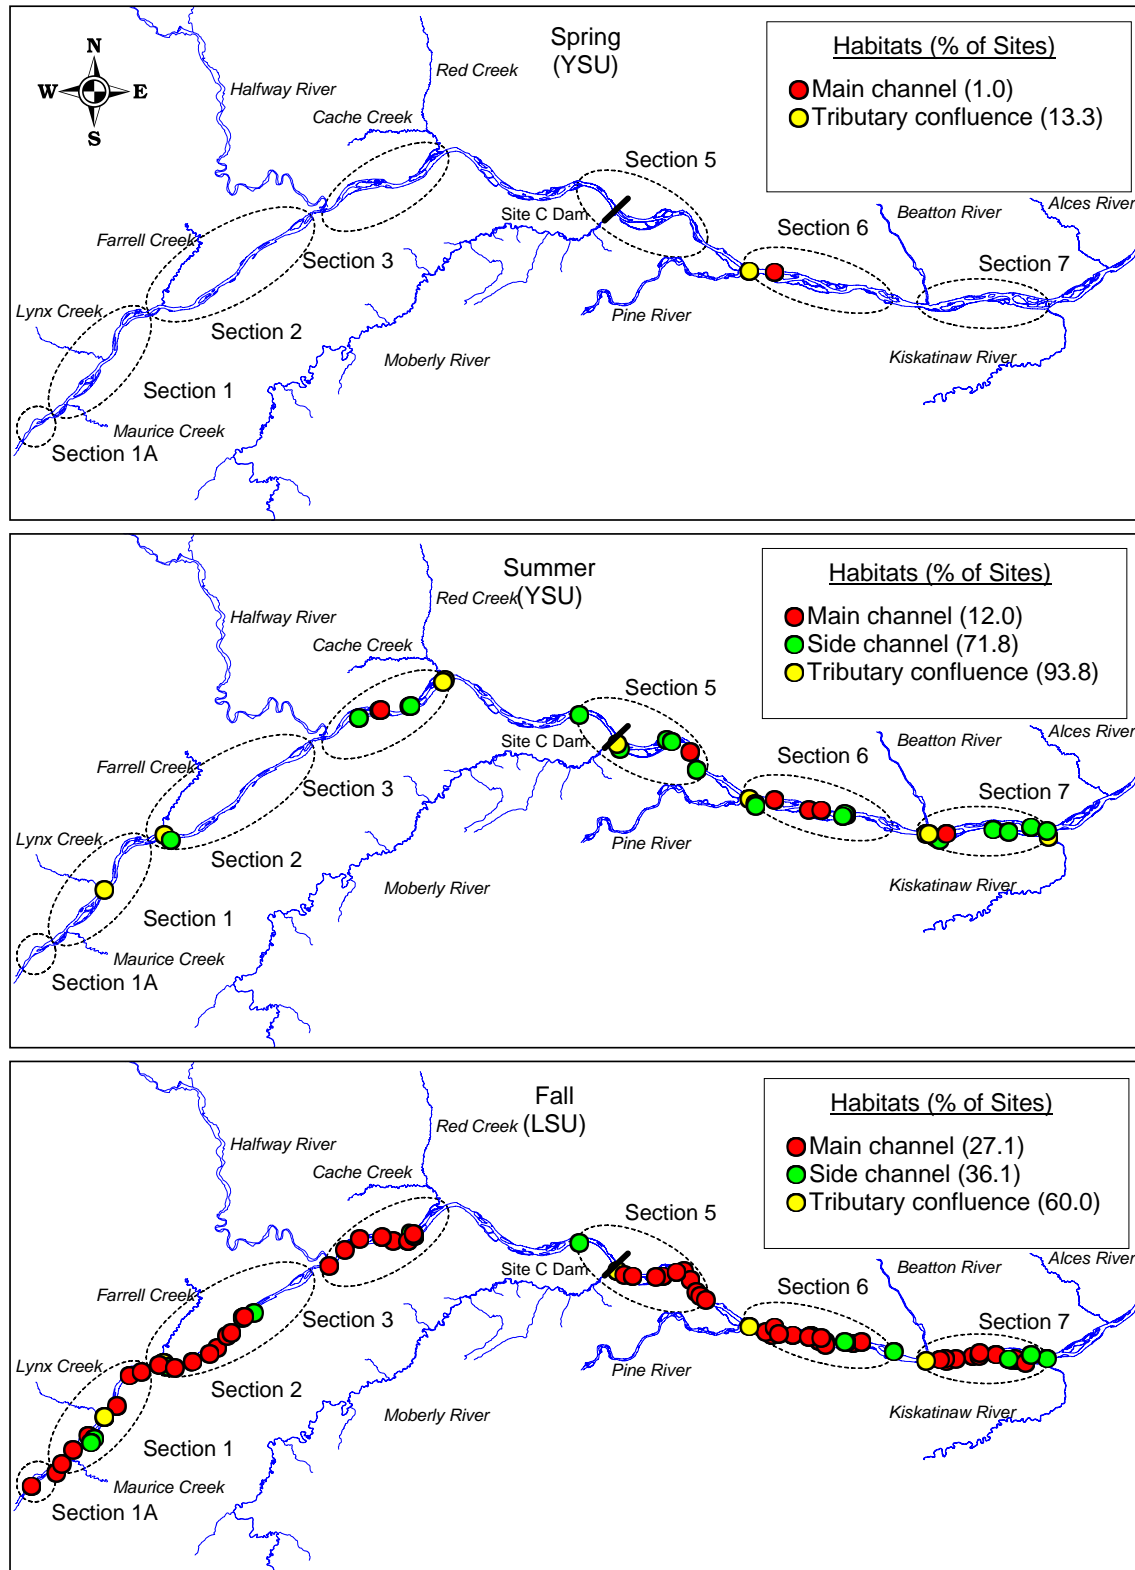 Spring
(YSU)
Habitats (% of Sites)
Main channel (1.0)
Tributary confluence (13.3)
N
W
E
S
Halfway River
Red Creek
Cache Creek
Section 5
Site C Dam
Beatton River
Alces River
Section 6
Section 7
Farrell Creek
Section 3
Lynx Creek
Section 2
Pine River
Moberly River
Kiskatinaw River
Section 1
Maurice Creek
Section 1A
Summer
(YSU)
Habitats (% of Sites)
Main channel (12.0)
Side channel (71.8)
Tributary confluence (93.8)
Halfway River
Red Creek
Cache Creek
Section 5
Site C Dam
Beatton River
Alces River
Section 6
Section 7
Farrell Creek
Section 3
Lynx Creek
Section 2
Pine River
Moberly River
Kiskatinaw River
Section 1
Maurice Creek
Section 1A
Fall
(LSU)
Habitats (% of Sites)
Main channel (27.1)
Side channel (36.1)
Tributary confluence (60.0)
Halfway River
Red Creek
Cache Creek
Section 5
Site C Dam
Beatton River
Alces River
Section 6
Section 7
Farrell Creek
Section 3
Lynx Creek
Section 2
Pine River
Moberly River
Kiskatinaw River
Section 1
Maurice Creek
Section 1A